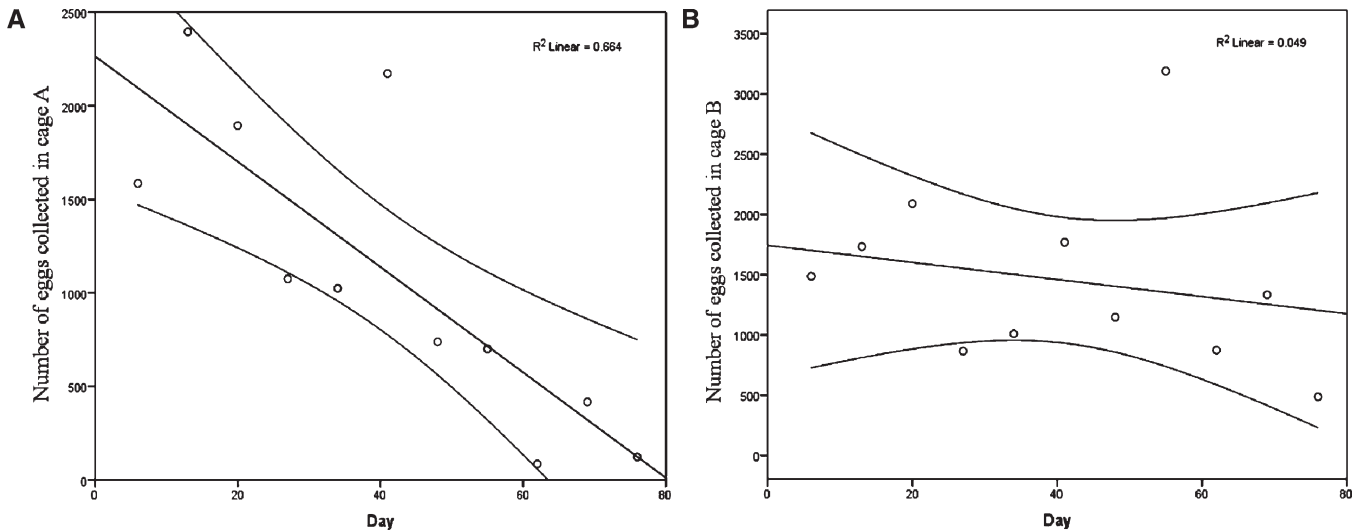 A
Number of eggs collected in cage A
2500
2000
1500
1000
500
0
R² Linear = 0.664
0 20 40 60 80
Day
B
Number of eggs collected in cage B
3500
3000
2500
2000
1500
1000
500
0
R² Linear = 0.049
0 20 40 60 80
Day